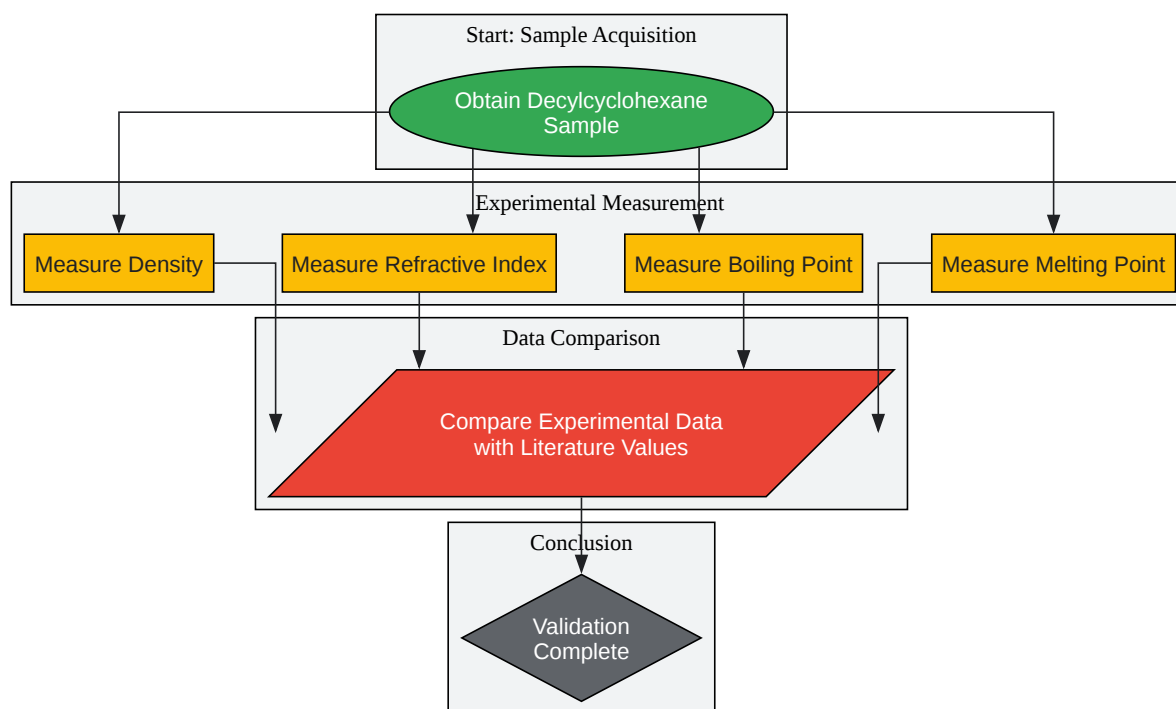 Start: Sample Acquisition
Obtain Decylcyclohexane
Sample
Experimental Measurement
Measure Density
Measure Refractive Index
Measure Boiling Point
Measure Melting Point
Data Comparison
Compare Experimental Data
with Literature Values
Conclusion
Validation
Complete